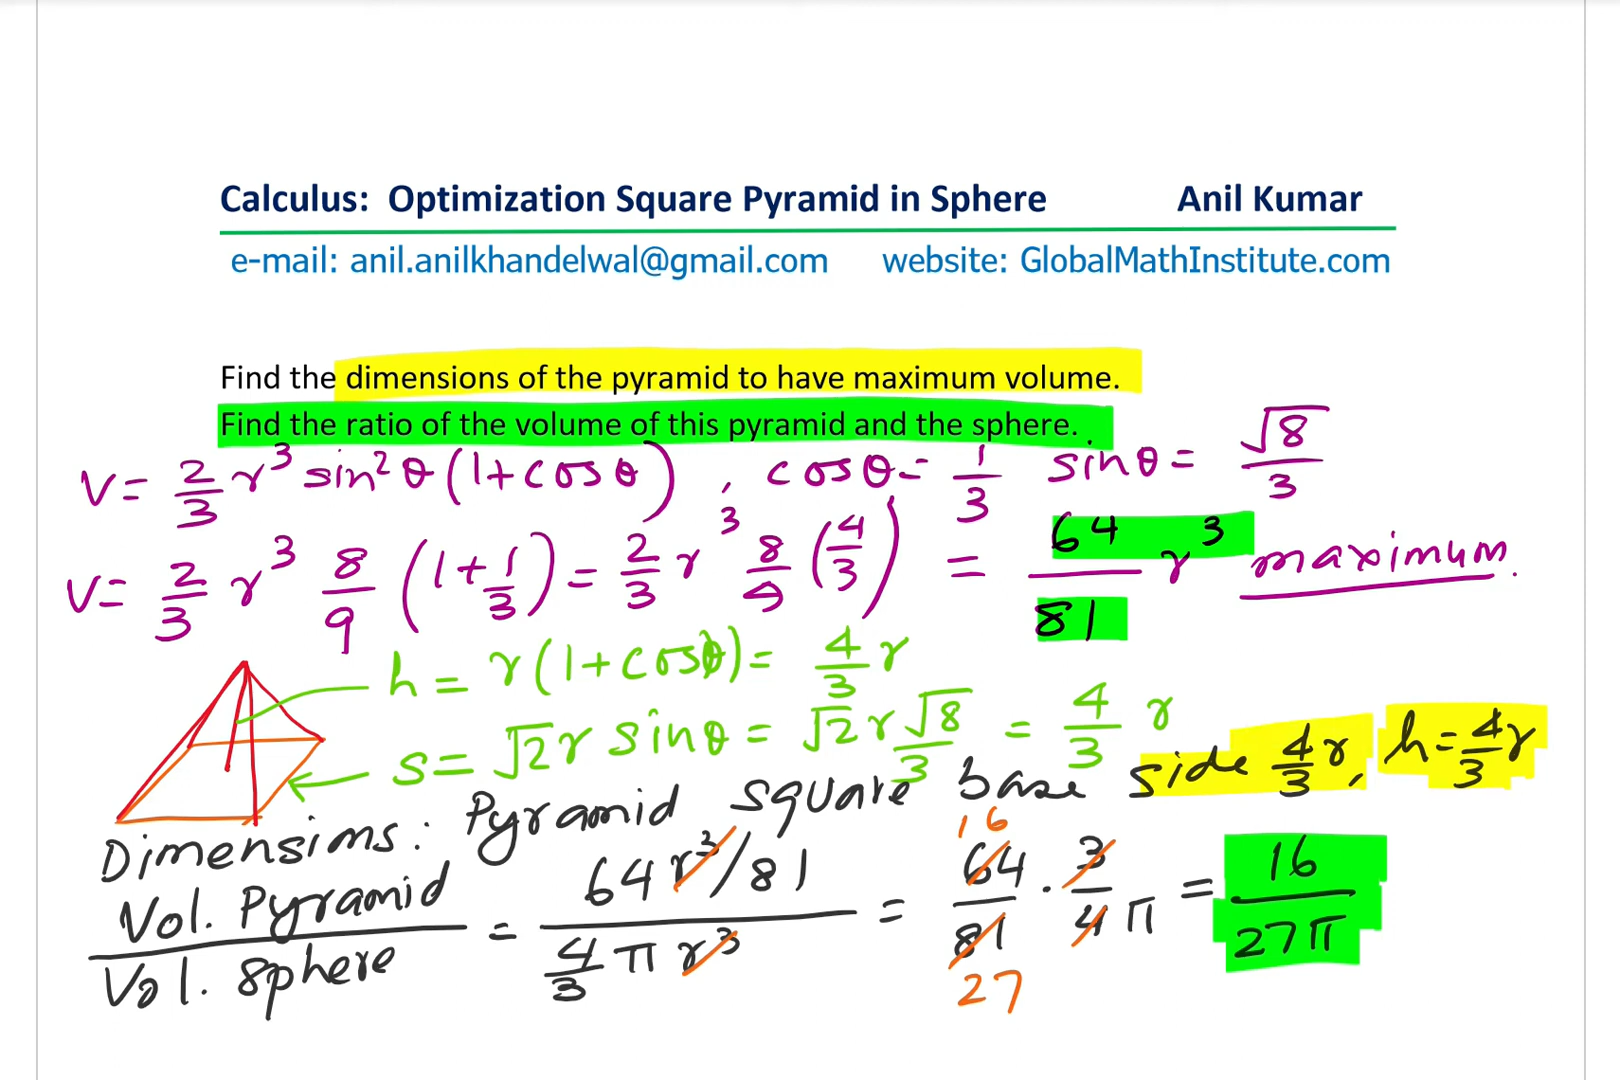 Calculus: Optimization Square Pyramid in Sphere Anil Kumar
e-mail: anil.anilkhandelwal@gmail.com website: GlobalMathInstitute.com
Find the dimensions of the pyramid to have maximum volume.
Find the ratio of the volume of this pyramid and the sphere.
V = 2/3 r³ sin²θ (1+cosθ), cosθ = 1/3 sinθ = √8/3
V = 2/3 r³ 8/9 (1+1/3) = 2/3 r³ 8/9 (4/3) = 64/81 r³ maximum.
h = r(1+cosθ) = 4/3 r
s = √2 r sinθ = √2 r √8/3 = 4/3 r
Dimensions: Pyramid square base side 4/3 r, h = 4/3 r
Vol. Pyramid/Vol. Sphere = 64 r³/81 / 4/3 π r³ = 64/81 16 27 · 3/4π = 16/27π